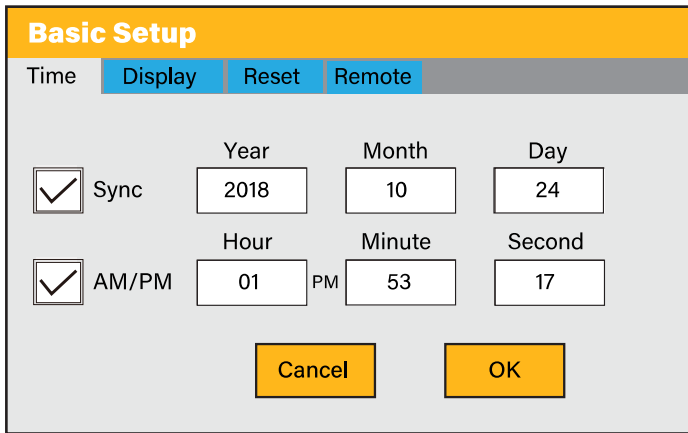 Basic Setup
Time Display Reset Remote
Year Month Day
Sync 2018 10 24
Hour Minute Second
AM/PM 01 PM 53 17
Cancel OK